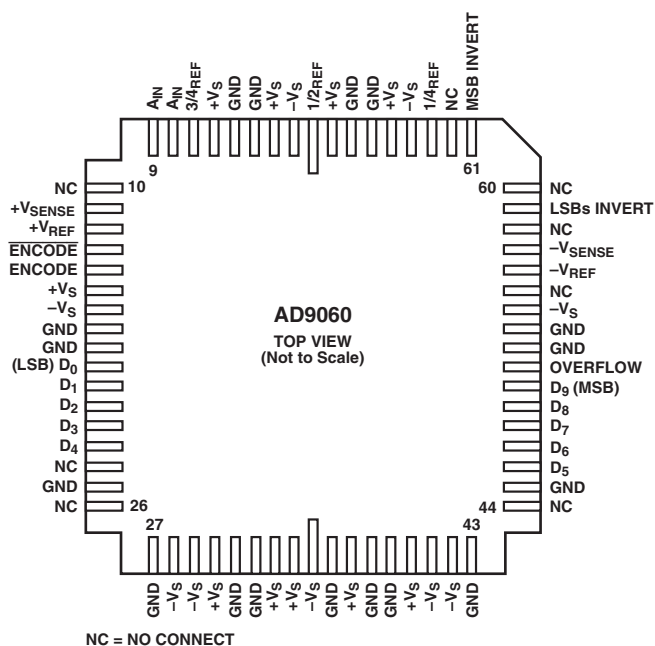 A_IN A_IN 3/4_REF +V_S GND GND +V_S −V_S 1/2_REF +V_S GND GND +V_S −V_S 1/4_REF NC MSB INVERT
9 61
NC 10 60 NC
+V_SENSE LSBs INVERT
+V_REF NC
E̅N̅C̅O̅D̅E̅ −V_SENSE
ENCODE −V_REF
+V_S NC
−V_S −V_S
GND GND
GND GND
(LSB) D_0 OVERFLOW
D_1 D_9 (MSB)
D_2 D_8
D_3 D_7
D_4 D_6
NC D_5
GND GND
NC 26 44 NC
AD9060
TOP VIEW
(Not to Scale)
27 43
GND −V_S −V_S +V_S GND GND +V_S +V_S −V_S GND +V_S GND GND +V_S −V_S −V_S GND
NC = NO CONNECT